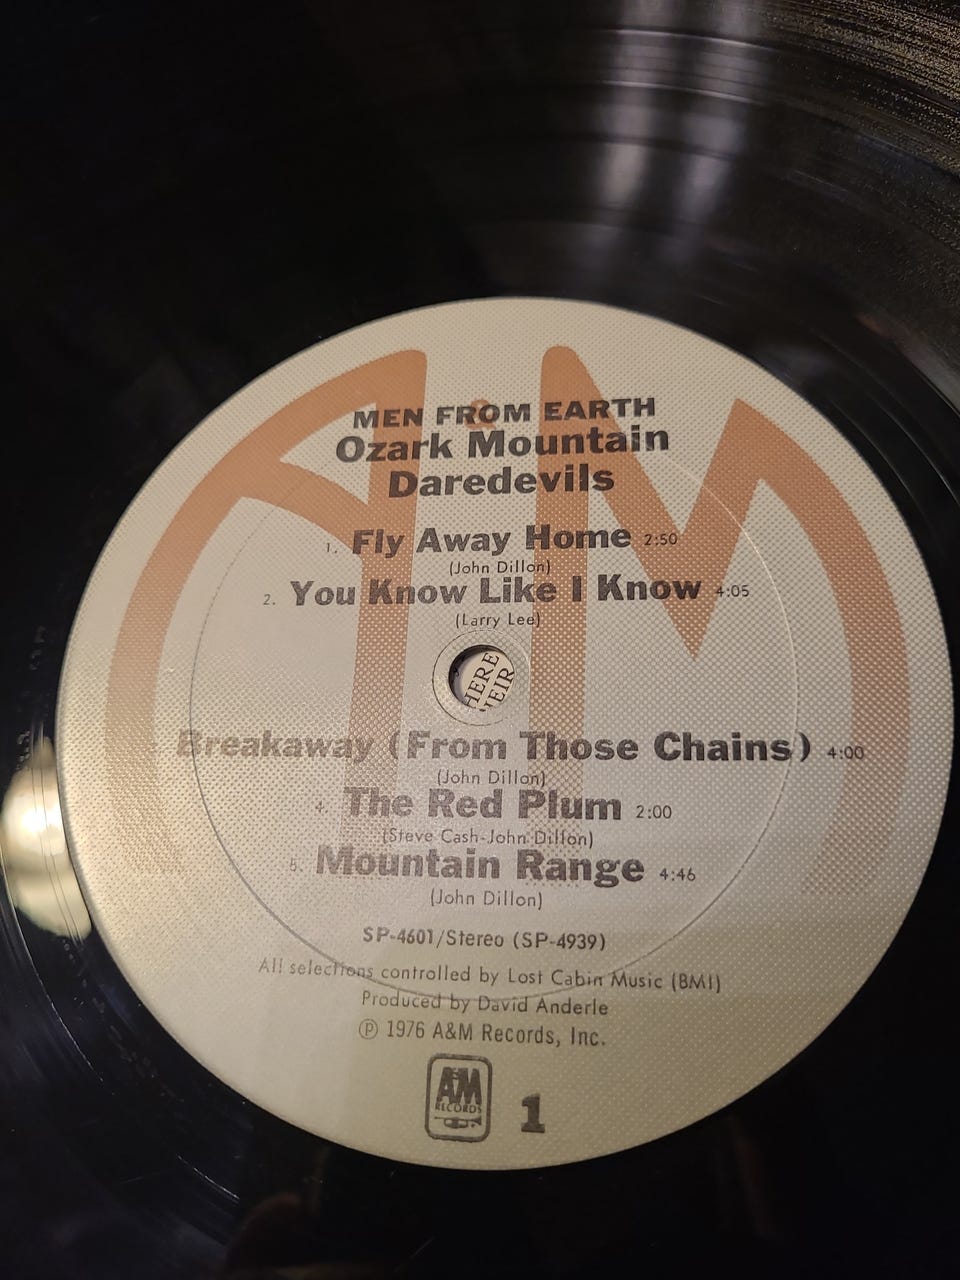 MEN FROM EARTH
Ozark Mountain
Daredevils
1. Fly Away Home 2:50
(John Dillon)
2. You Know Like I Know 4:05
(Larry Lee)
HERE
EIR
Breakaway (From Those Chains) 4:00
(John Dillon)
4. The Red Plum 2:00
(Steve Cash-John Dillon)
5. Mountain Range 4:46
(John Dillon)
SP-4601/Stereo (SP-4939)
All selections controlled by Lost Cabin Music (BMI)
Produced by David Anderle
℗ 1976 A&M Records, Inc.
A&M
RECORDS
1